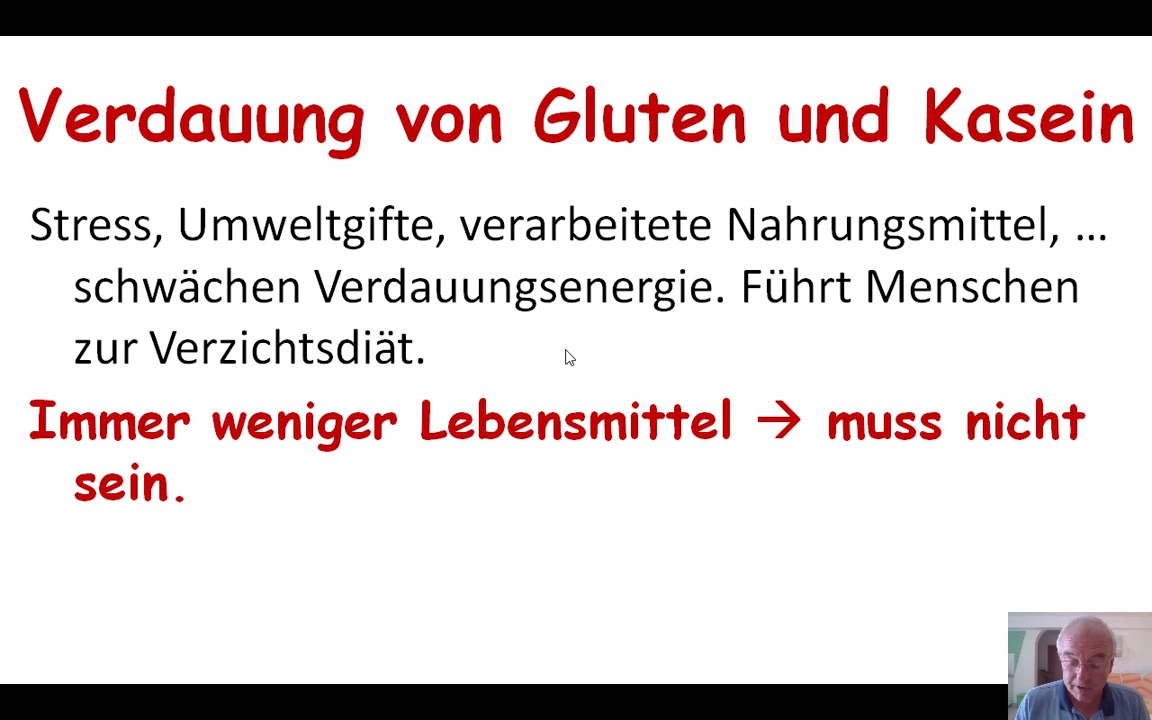 Verdauung von Gluten und Kasein
Stress, Umweltgifte, verarbeitete Nahrungsmittel, …
schwächen Verdauungsenergie. Führt Menschen
zur Verzichtsdiät.
Immer weniger Lebensmittel → muss nicht
sein.